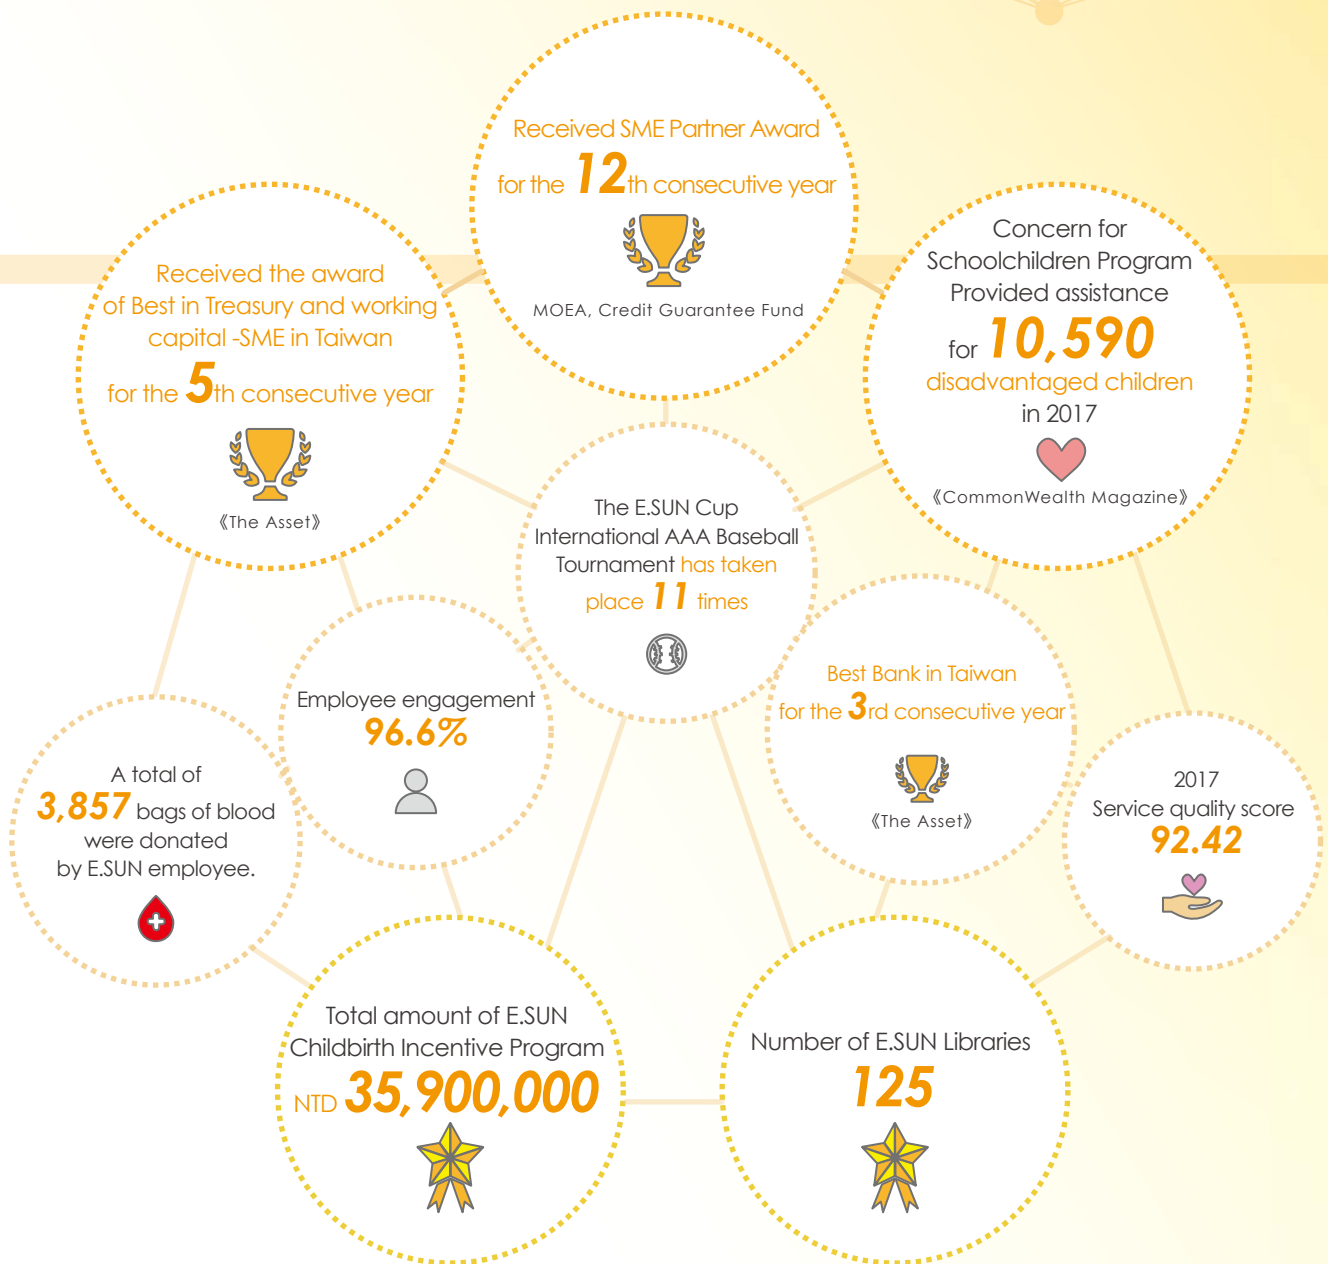 Received SME Partner Award
for the 12th consecutive year
MOEA, Credit Guarantee Fund
Received the award
of Best in Treasury and working
capital -SME in Taiwan
for the 5th consecutive year
《The Asset》
Concern for
Schoolchildren Program
Provided assistance
for 10,590
disadvantaged children
in 2017
《CommonWealth Magazine》
The E.SUN Cup
International AAA Baseball
Tournament has taken
place 11 times
Employee engagement
96.6%
Best Bank in Taiwan
for the 3rd consecutive year
《The Asset》
A total of
3,857 bags of blood
were donated
by E.SUN employee.
2017
Service quality score
92.42
Total amount of E.SUN
Childbirth Incentive Program
NTD 35,900,000
Number of E.SUN Libraries
125